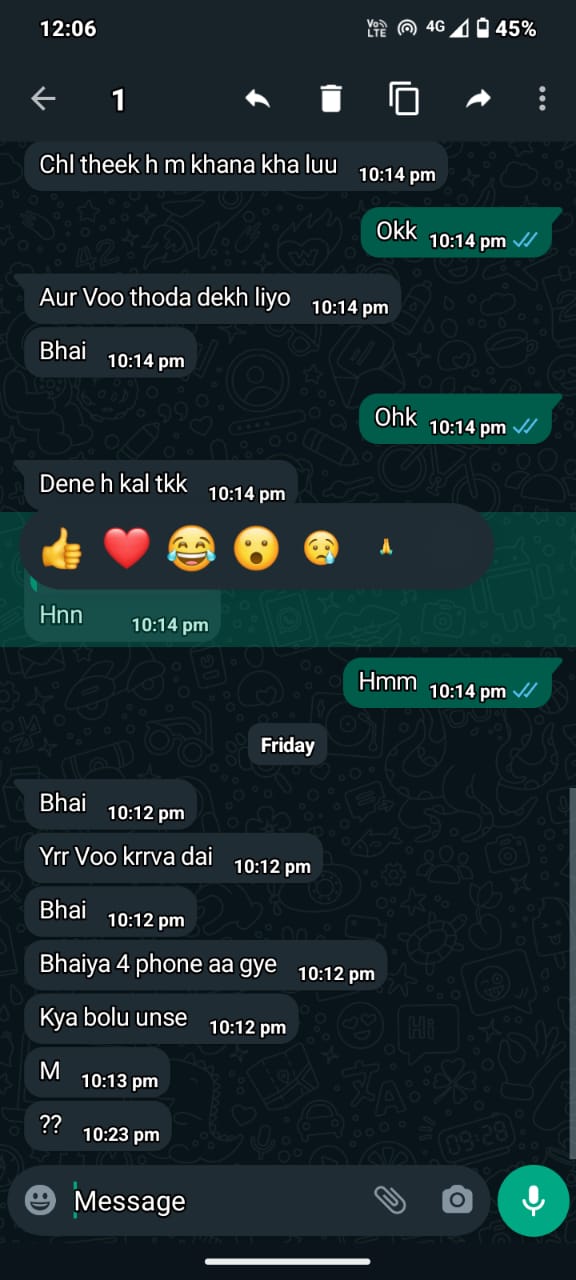 12:06 Vo LTE 4G 45%
1
Chl theek h m khana kha luu 10:14 pm
Okk 10:14 pm
Aur Voo thoda dekh liyo 10:14 pm
Bhai 10:14 pm
Ohk 10:14 pm
Dene h kal tkk 10:14 pm
Hnn 10:14 pm
Hmm 10:14 pm
Friday
Bhai 10:12 pm
Yrr Voo krrva dai 10:12 pm
Bhai 10:12 pm
Bhaiya 4 phone aa gye 10:12 pm
Kya bolu unse 10:12 pm
M 10:13 pm
?? 10:23 pm
Message